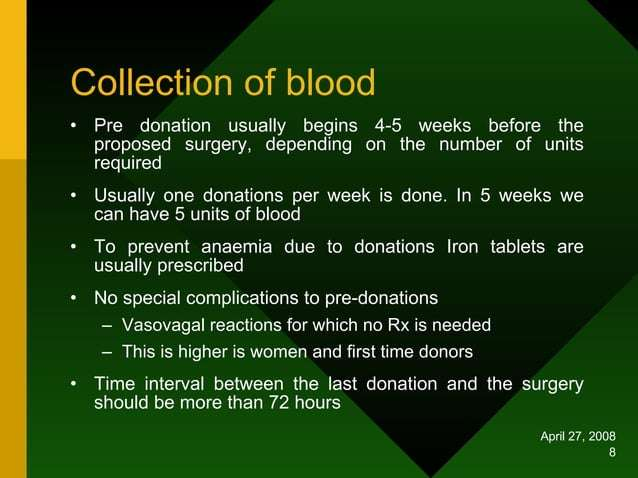 Collection of blood
• Pre donation usually begins 4-5 weeks before the
proposed surgery, depending on the number of units
required
• Usually one donations per week is done. In 5 weeks we
can have 5 units of blood
• To prevent anaemia due to donations Iron tablets are
usually prescribed
• No special complications to pre-donations
– Vasovagal reactions for which no Rx is needed
– This is higher is women and first time donors
• Time interval between the last donation and the surgery
should be more than 72 hours
April 27, 2008
8